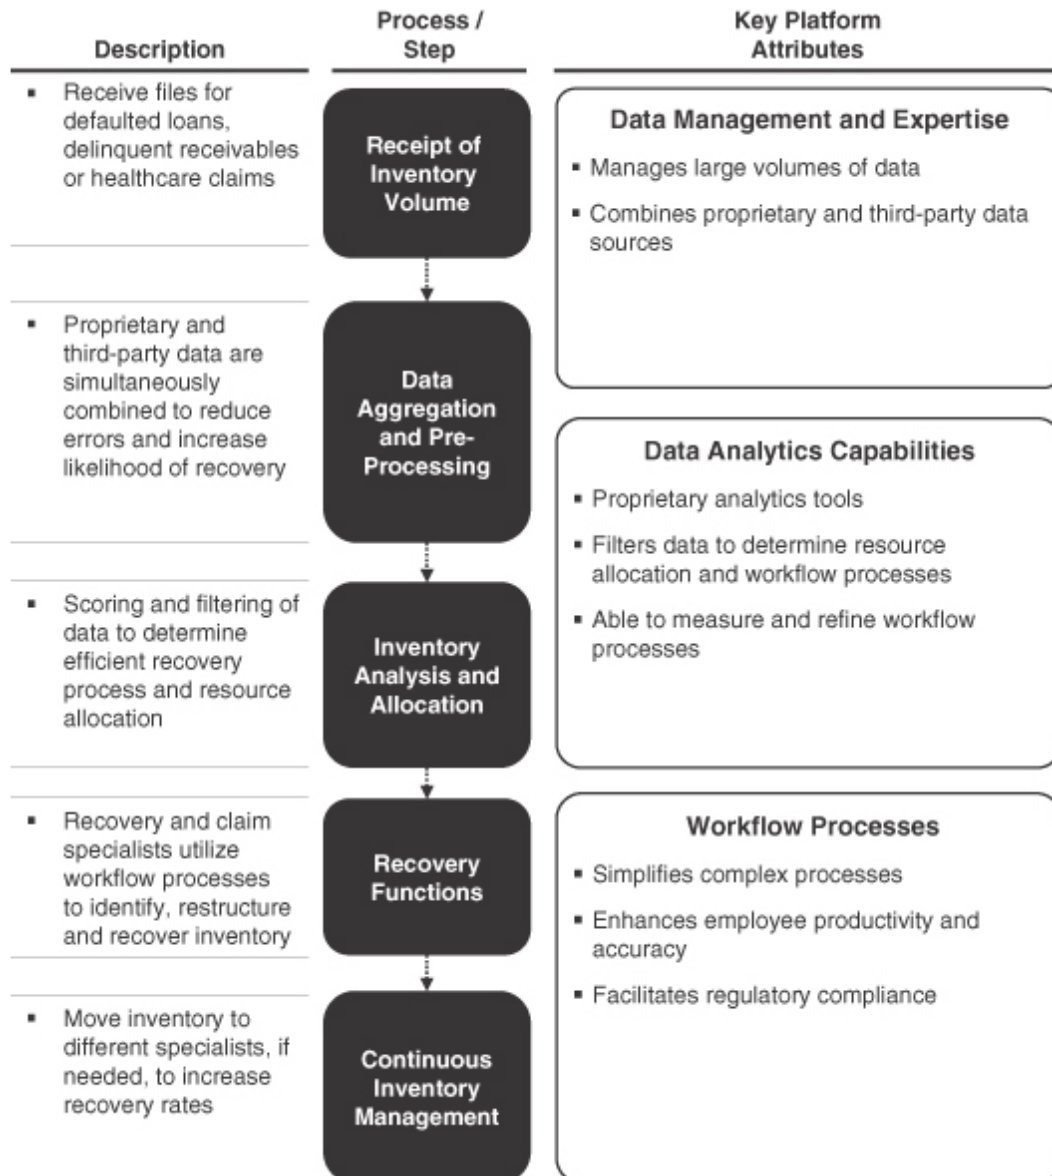 Description
Process /
Step
Key Platform
Attributes
▪ Receive files for
defaulted loans,
delinquent receivables
or healthcare claims
Receipt of
Inventory
Volume
Data Management and Expertise
▪ Manages large volumes of data
▪ Combines proprietary and third-party data
sources
▪ Proprietary and
third-party data are
simultaneously
combined to reduce
errors and increase
likelihood of recovery
Data
Aggregation
and Pre-
Processing
Data Analytics Capabilities
▪ Proprietary analytics tools
▪ Filters data to determine resource
allocation and workflow processes
▪ Able to measure and refine workflow
processes
▪ Scoring and filtering of
data to determine
efficient recovery
process and resource
allocation
Inventory
Analysis and
Allocation
▪ Recovery and claim
specialists utilize
workflow processes
to identify, restructure
and recover inventory
Recovery
Functions
Workflow Processes
▪ Simplifies complex processes
▪ Enhances employee productivity and
accuracy
▪ Facilitates regulatory compliance
▪ Move inventory to
different specialists, if
needed, to increase
recovery rates
Continuous
Inventory
Management